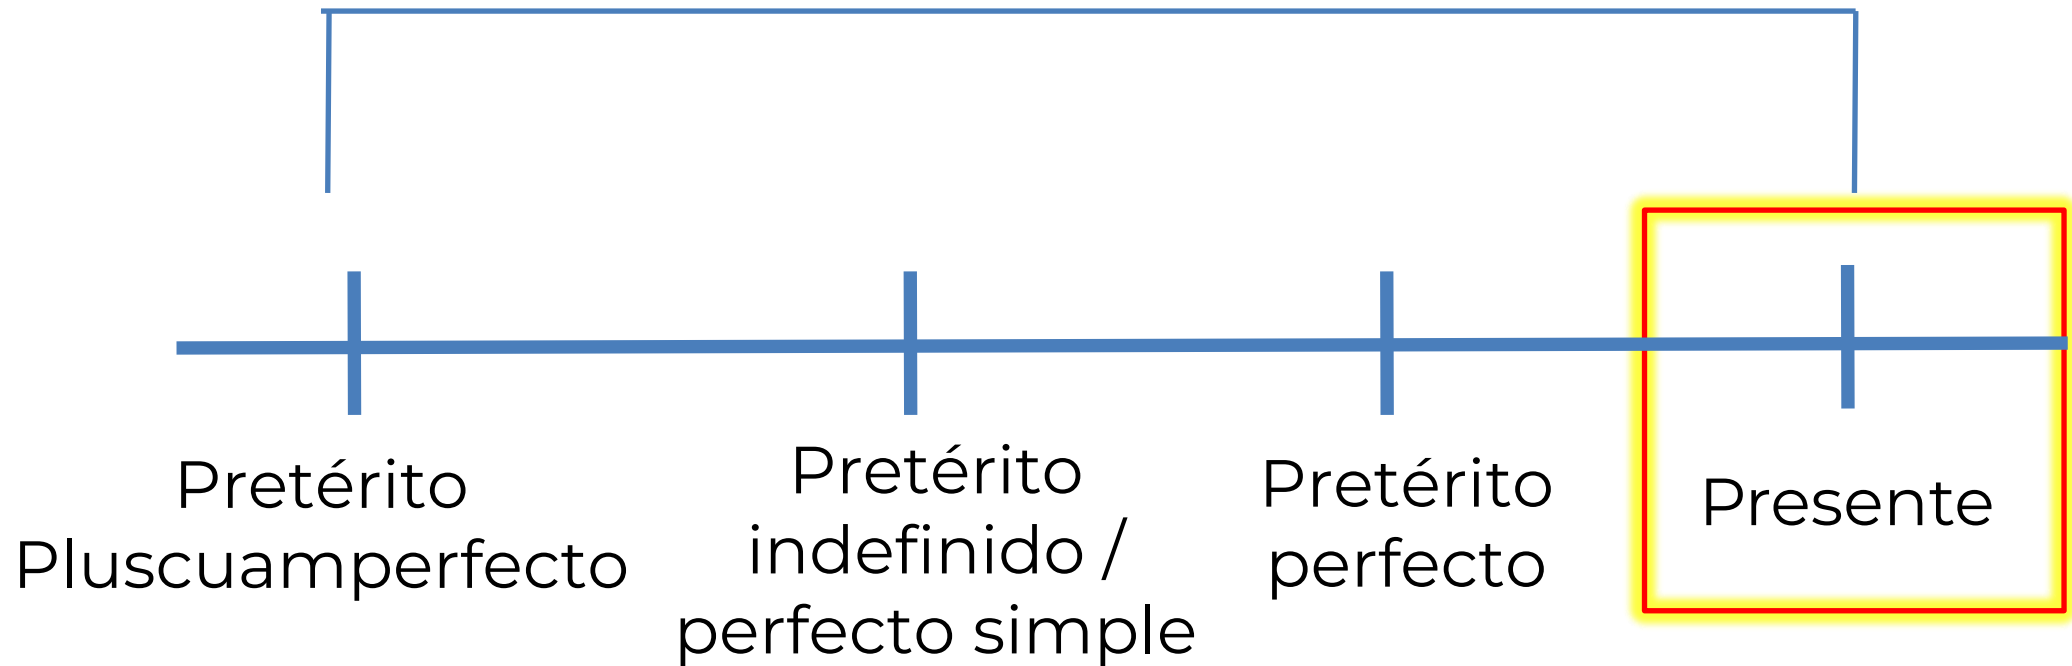 Pretérito
Pluscuamperfecto
Pretérito
indefinido /
perfecto simple
Pretérito
perfecto
Presente